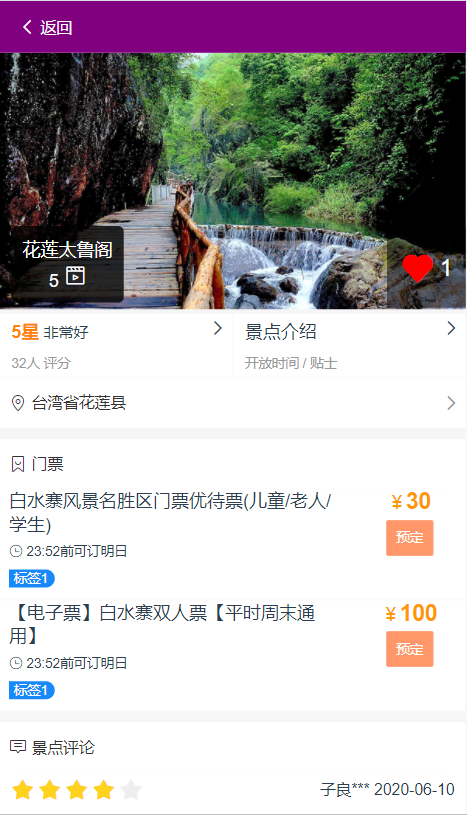 返回
花莲太鲁阁
5
1
5星 非常好
32人 评分
景点介绍
开放时间 / 贴士
台湾省花莲县
门票
白水寨风景名胜区门票优待票(儿童/老人/
学生)
¥ 30
预定
23:52前可订明日
标签1
【电子票】白水寨双人票【平时周末通
用】
¥ 100
预定
23:52前可订明日
标签1
景点评论
子良*** 2020-06-10